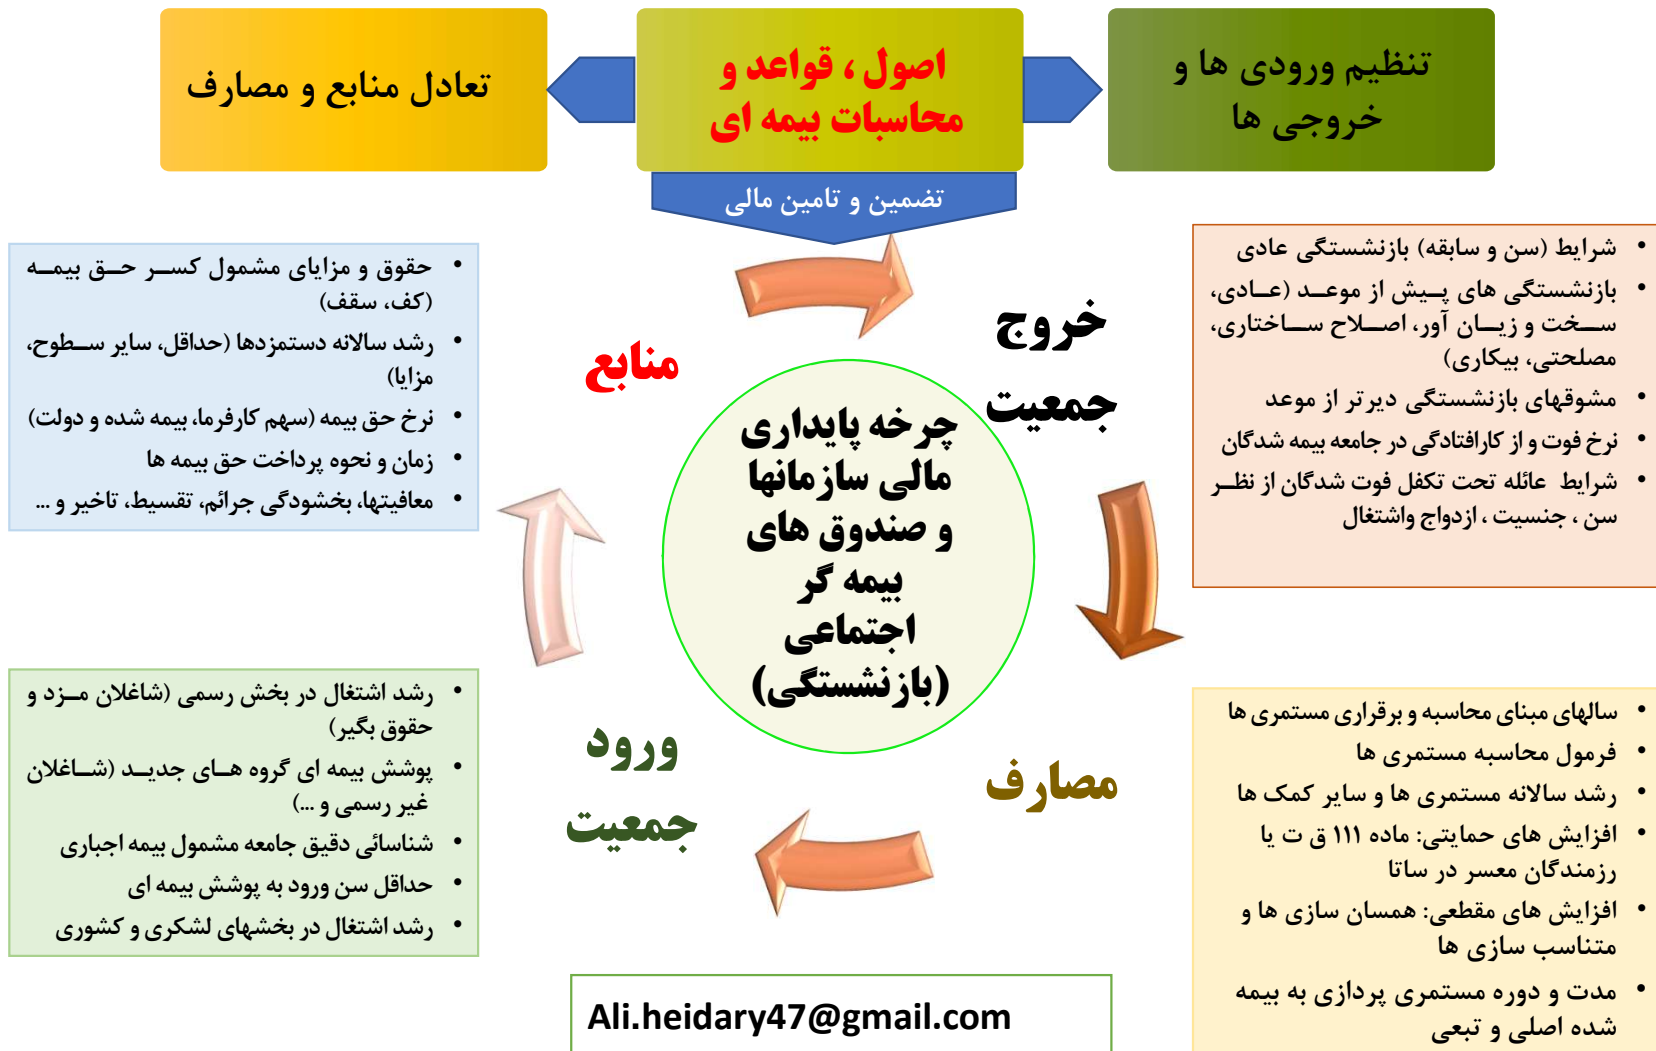 تنظیم ورودی ها و
خروجی ها
اصول ، قواعد و
محاسبات بیمه ای
تعادل منابع و مصارف
تضمین و تامین مالی
• شرایط (سن و سابقه) بازنشستگی عادی
• بازنشستگی های پیش از موعد (عادی،
سخت و زیان آور، اصلاح ساختاری،
مصلحتی، بیکاری)
• مشوقهای بازنشستگی دیرتر از موعد
• نرخ فوت و از کارافتادگی در جامعه بیمه شدگان
• شرایط عائله تحت تکفل فوت شدگان از نظر
سن ، جنسیت ، ازدواج واشتغال
• حقوق و مزایای مشمول کسر حق بیمه
(کف، سقف)
• رشد سالانه دستمزدها (حداقل، سایر سطوح،
مزایا)
• نرخ حق بیمه (سهم کارفرما، بیمه شده و دولت)
• زمان و نحوه پرداخت حق بیمه ها
• معافیتها، بخشودگی جرائم، تقسیط، تاخیر و ...
خروج
جمعیت
منابع
چرخه پایداری
مالی سازمانها
و صندوق های
بیمه گر
اجتماعی
(بازنشستگی)
مصارف
ورود
جمعیت
• سالهای مبنای محاسبه و برقراری مستمری ها
• فرمول محاسبه مستمری ها
• رشد سالانه مستمری ها و سایر کمک ها
• افزایش های حمایتی: ماده ۱۱۱ ق ت یا
رزمندگان معسر در ساتا
• افزایش های مقطعی: همسان سازی ها و
متناسب سازی ها
• مدت و دوره مستمری پردازی به بیمه
شده اصلی و تبعی
• رشد اشتغال در بخش رسمی (شاغلان مزد و
حقوق بگیر)
• پوشش بیمه ای گروه های جدید (شاغلان
غیر رسمی و ...)
• شناسائی دقیق جامعه مشمول بیمه اجباری
• حداقل سن ورود به پوشش بیمه ای
• رشد اشتغال در بخشهای لشکری و کشوری
Ali.heidary47@gmail.com